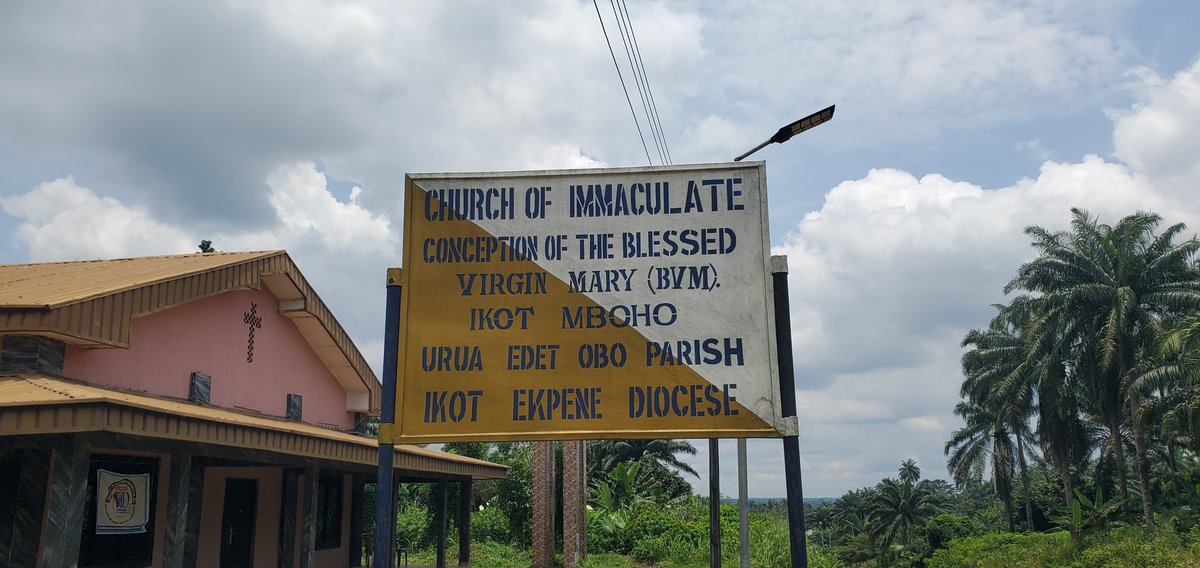 CHURCH OF IMMACULATE
CONCEPTION OF THE BLESSED
VIRGIN MARY (BVM).
IKOT MBOHO
URUA EDET OBO PARISH
IKOT EKPENE DIOCESE